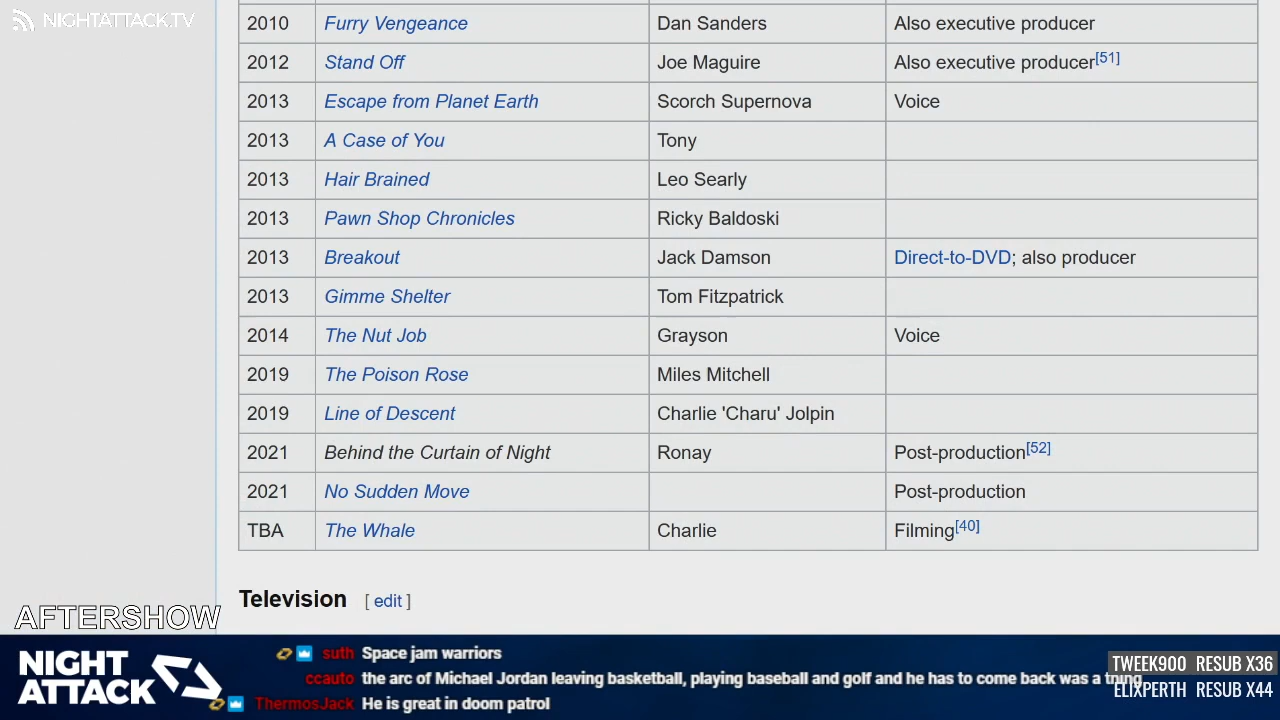 NIGHTATTACK.TV
2010 Furry Vengeance Dan Sanders Also executive producer
2012 Stand Off Joe Maguire Also executive producer[51]
2013 Escape from Planet Earth Scorch Supernova Voice
2013 A Case of You Tony
2013 Hair Brained Leo Searly
2013 Pawn Shop Chronicles Ricky Baldoski
2013 Breakout Jack Damson Direct-to-DVD; also producer
2013 Gimme Shelter Tom Fitzpatrick
2014 The Nut Job Grayson Voice
2019 The Poison Rose Miles Mitchell
2019 Line of Descent Charlie 'Charu' Jolpin
2021 Behind the Curtain of Night Ronay Post-production[52]
2021 No Sudden Move Post-production
TBA The Whale Charlie Filming[40]
Television [ edit ]
AFTERSHOW
NIGHT
ATTACK
suth Space jam warriors
ccauto the arc of Michael Jordan leaving basketball, playing baseball and golf and he has to come back was a thing
ThermosJack He is great in doom patrol
TWEEK900 RESUB X36
ELIXPERTH RESUB X44